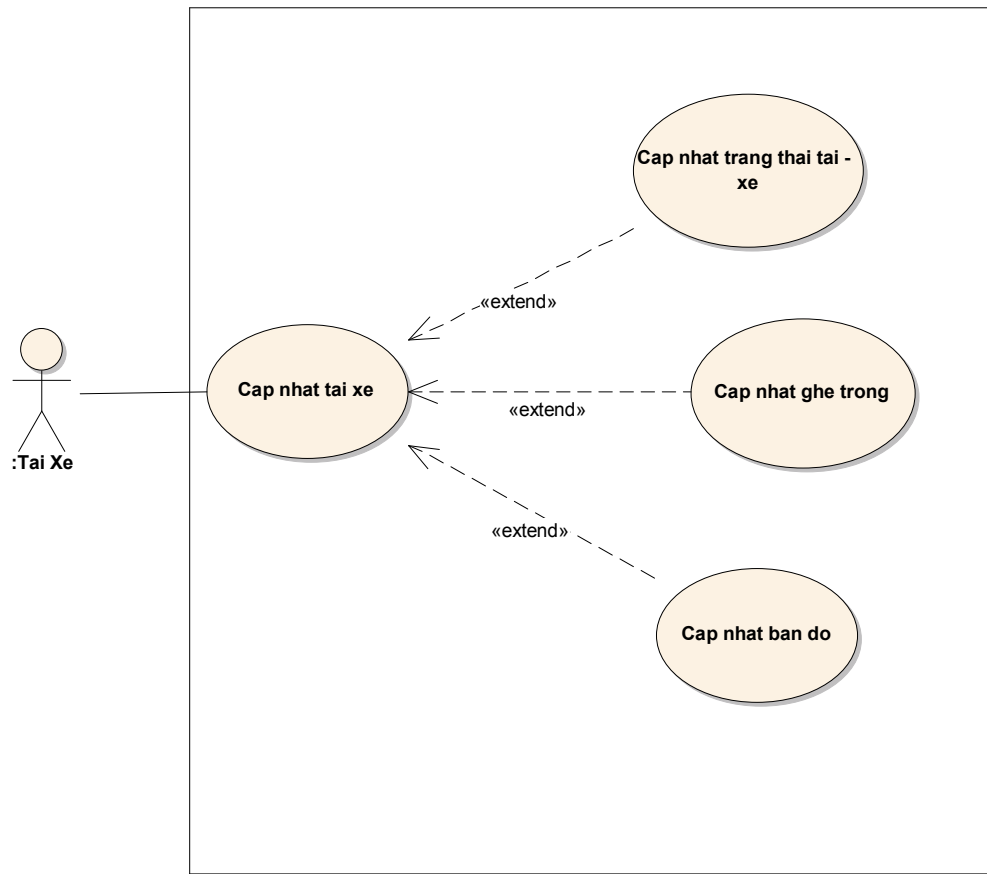 Cap nhat trang thai tai -
xe
«extend»
Cap nhat tai xe
Cap nhat ghe trong
«extend»
:Tai Xe
«extend»
Cap nhat ban do